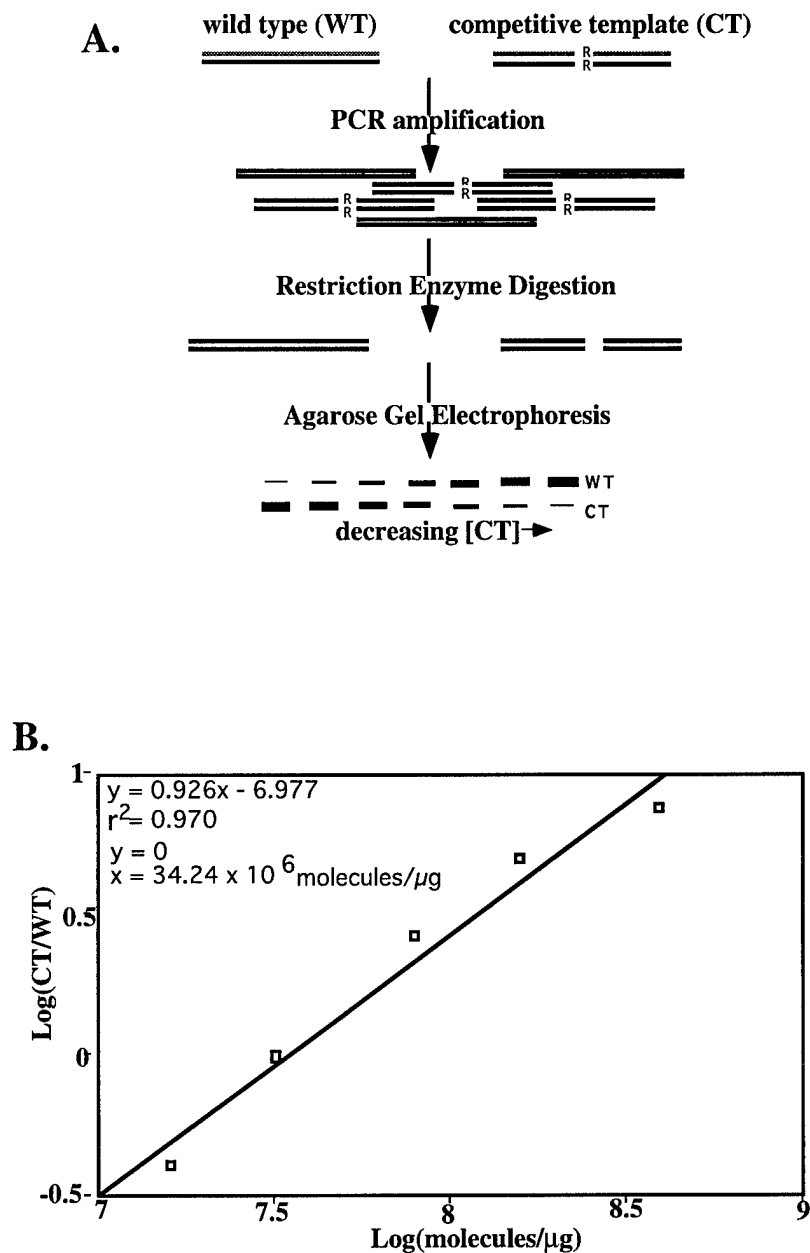 A.
wild type (WT)
competitive template (CT)
R
R
PCR amplification
R
R
R
R
R
R
Restriction Enzyme Digestion
Agarose Gel Electrophoresis
WT
CT
decreasing [CT]
B.
y = 0.926x - 6.977
r2= 0.970
y = 0
x = 34.24 x 10 6 molecules/µg
Log(CT/WT)
1
0.5
0
-0.5
7
7.5
8
8.5
9
Log(molecules/µg)